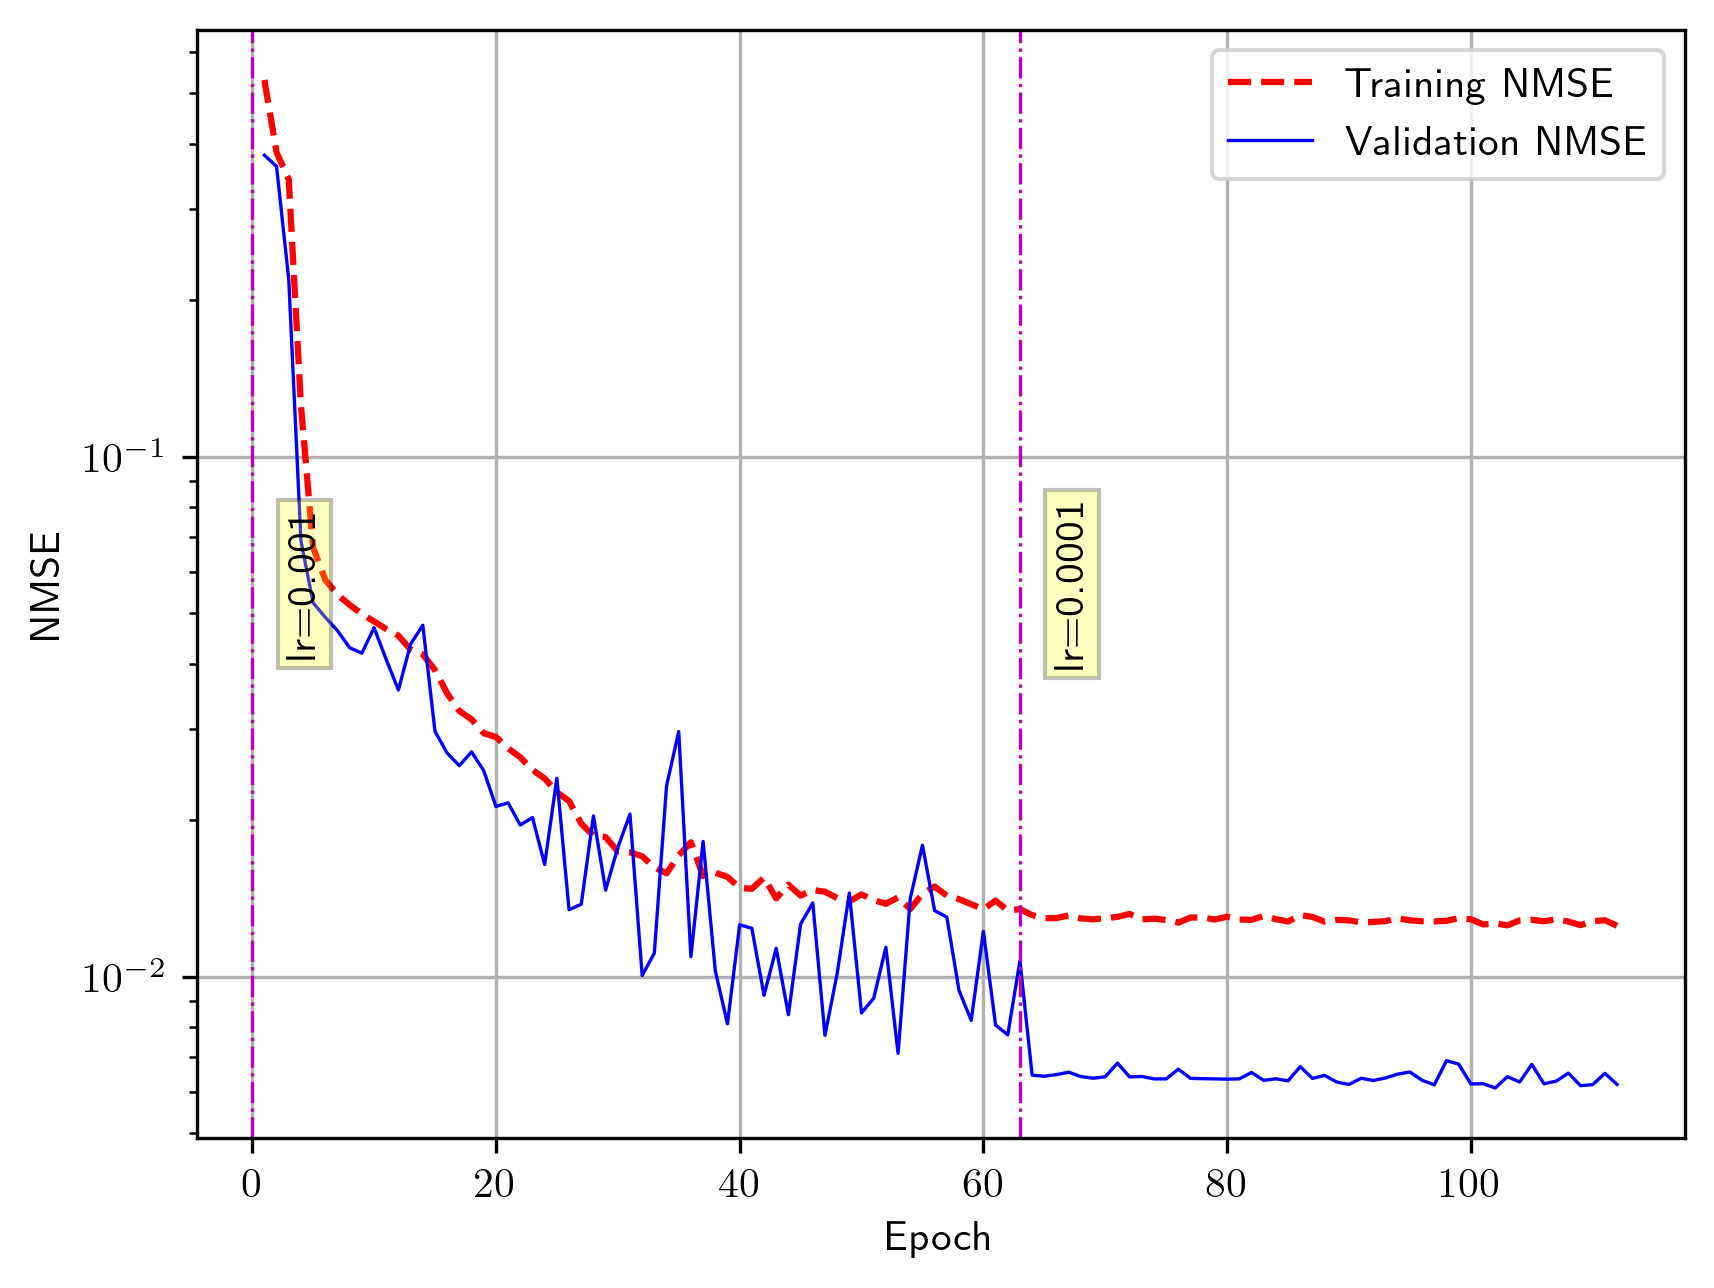 Training NMSE
Validation NMSE
10⁻¹
10⁻²
NMSE
lr=0.001
lr=0.0001
0 20 40 60 80 100
Epoch